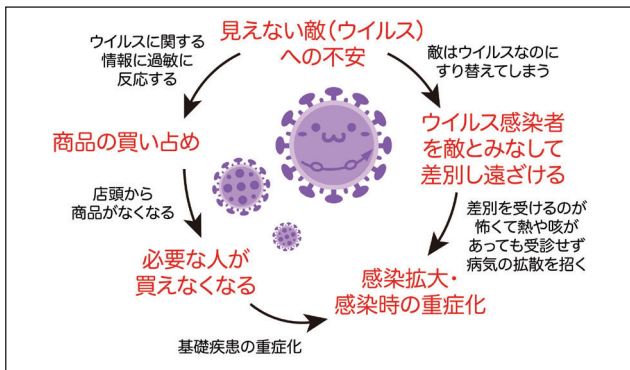 見えない敵（ウイルス）
への不安
ウイルスに関する
情報に過敏に
反応する
商品の買い占め
店頭から
商品がなくなる
必要な人が
買えなくなる
基礎疾患の重症化
敵はウイルスなのに
すり替えてしまう
ウイルス感染者
を敵とみなして
差別し遠ざける
差別を受けるのが
怖くて熱や咳が
あっても受診せず
病気の拡散を招く
感染拡大・
感染時の重症化